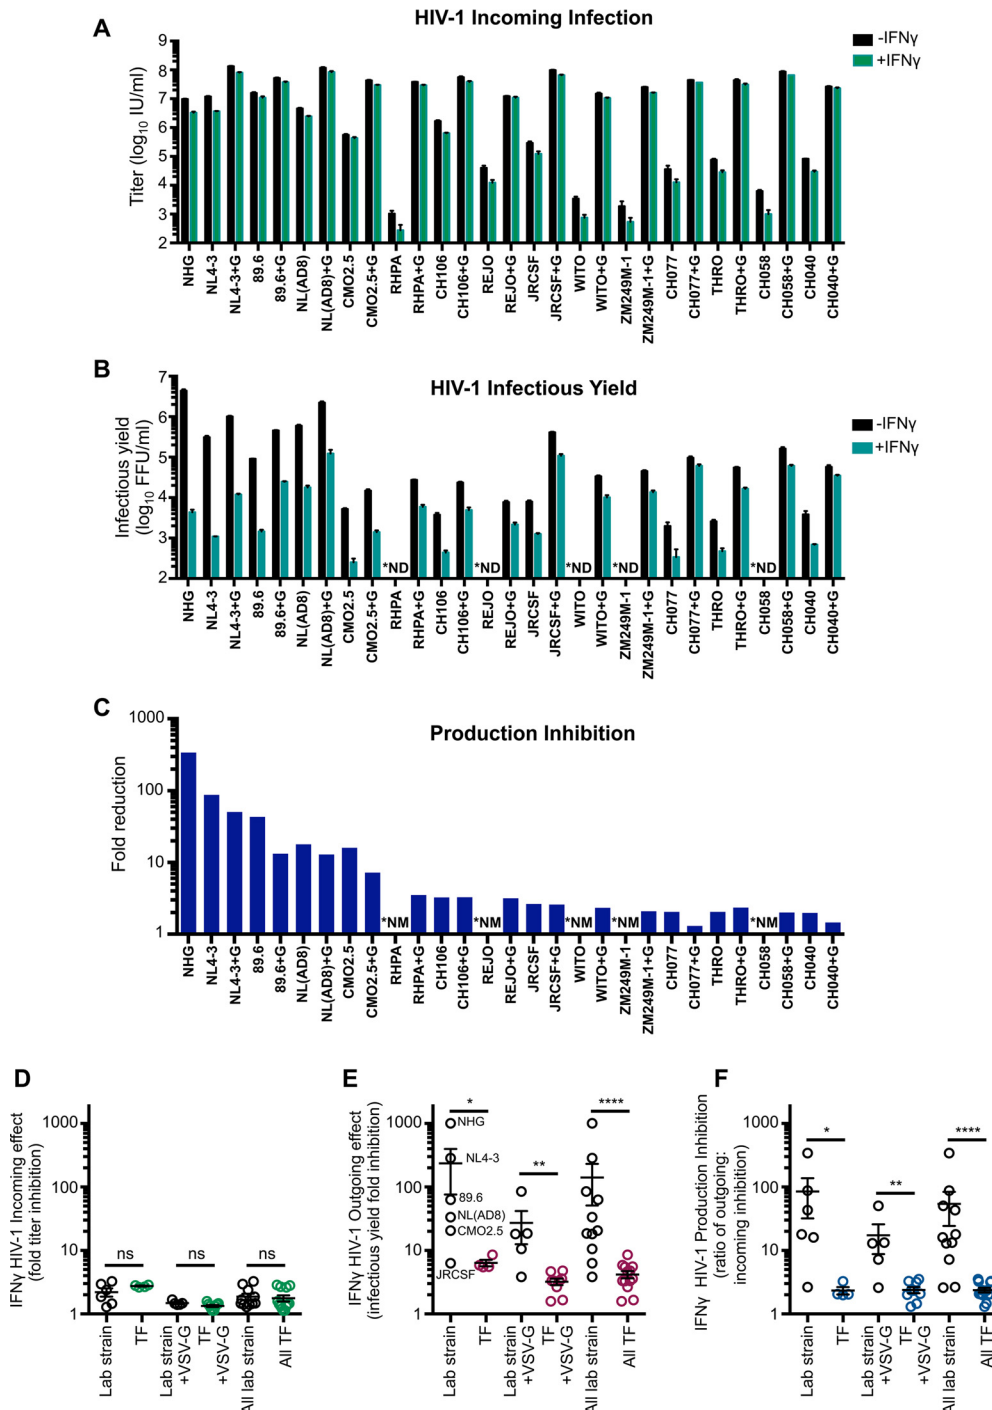 A
HIV-1 Incoming Infection
-IFNγ
+IFNγ
Titer (log10 IU/ml)
9
8
7
6
5
4
3
2
NHG
NL4-3
NL4-3+G
89.6
89.6+G
NL(AD8)
NL(AD8)+G
CMO2.5
CMO2.5+G
RHPA
RHPA+G
CH106
CH106+G
REJO
REJO+G
JRCSF
JRCSF+G
WITO
WITO+G
ZM249M-1
ZM249M-1+G
CH077
CH077+G
THRO
THRO+G
CH058
CH058+G
CH040
CH040+G
B
HIV-1 Infectious Yield
-IFNγ
+IFNγ
Infectious yield
(log10 FFU/ml)
7
6
5
4
3
2
*ND
*ND
*ND
*ND
*ND
NHG
NL4-3
NL4-3+G
89.6
89.6+G
NL(AD8)
NL(AD8)+G
CMO2.5
CMO2.5+G
RHPA
RHPA+G
CH106
CH106+G
REJO
REJO+G
JRCSF
JRCSF+G
WITO
WITO+G
ZM249M-1
ZM249M-1+G
CH077
CH077+G
THRO
THRO+G
CH058
CH058+G
CH040
CH040+G
C
Production Inhibition
Fold reduction
1000
100
10
1
*NM
*NM
*NM
*NM
*NM
NHG
NL4-3
NL4-3+G
89.6
89.6+G
NL(AD8)
NL(AD8)+G
CMO2.5
CMO2.5+G
RHPA
RHPA+G
CH106
CH106+G
REJO
REJO+G
JRCSF
JRCSF+G
WITO
WITO+G
ZM249M-1
ZM249M-1+G
CH077
CH077+G
THRO
THRO+G
CH058
CH058+G
CH040
CH040+G
D
IFNγ HIV-1 Incoming effect
(fold titer inhibition)
1000
100
10
1
ns
ns
ns
Lab strain
TF
Lab strain
+VSV-G
TF
+VSV-G
All lab strain
All TF
E
IFNγ HIV-1 Outgoing effect
(infectious yield fold inhibition)
1000
100
10
1
*
**
****
NHG
NL4-3
89.6
NL(AD8)
CMO2.5
JRCSF
Lab strain
TF
Lab strain
+VSV-G
TF
+VSV-G
All lab strain
All TF
F
IFNγ HIV-1 Production Inhibition
(ratio of outgoing:
incoming inhibition)
1000
100
10
1
*
**
****
Lab strain
TF
Lab strain
+VSV-G
TF
+VSV-G
All lab strain
All TF